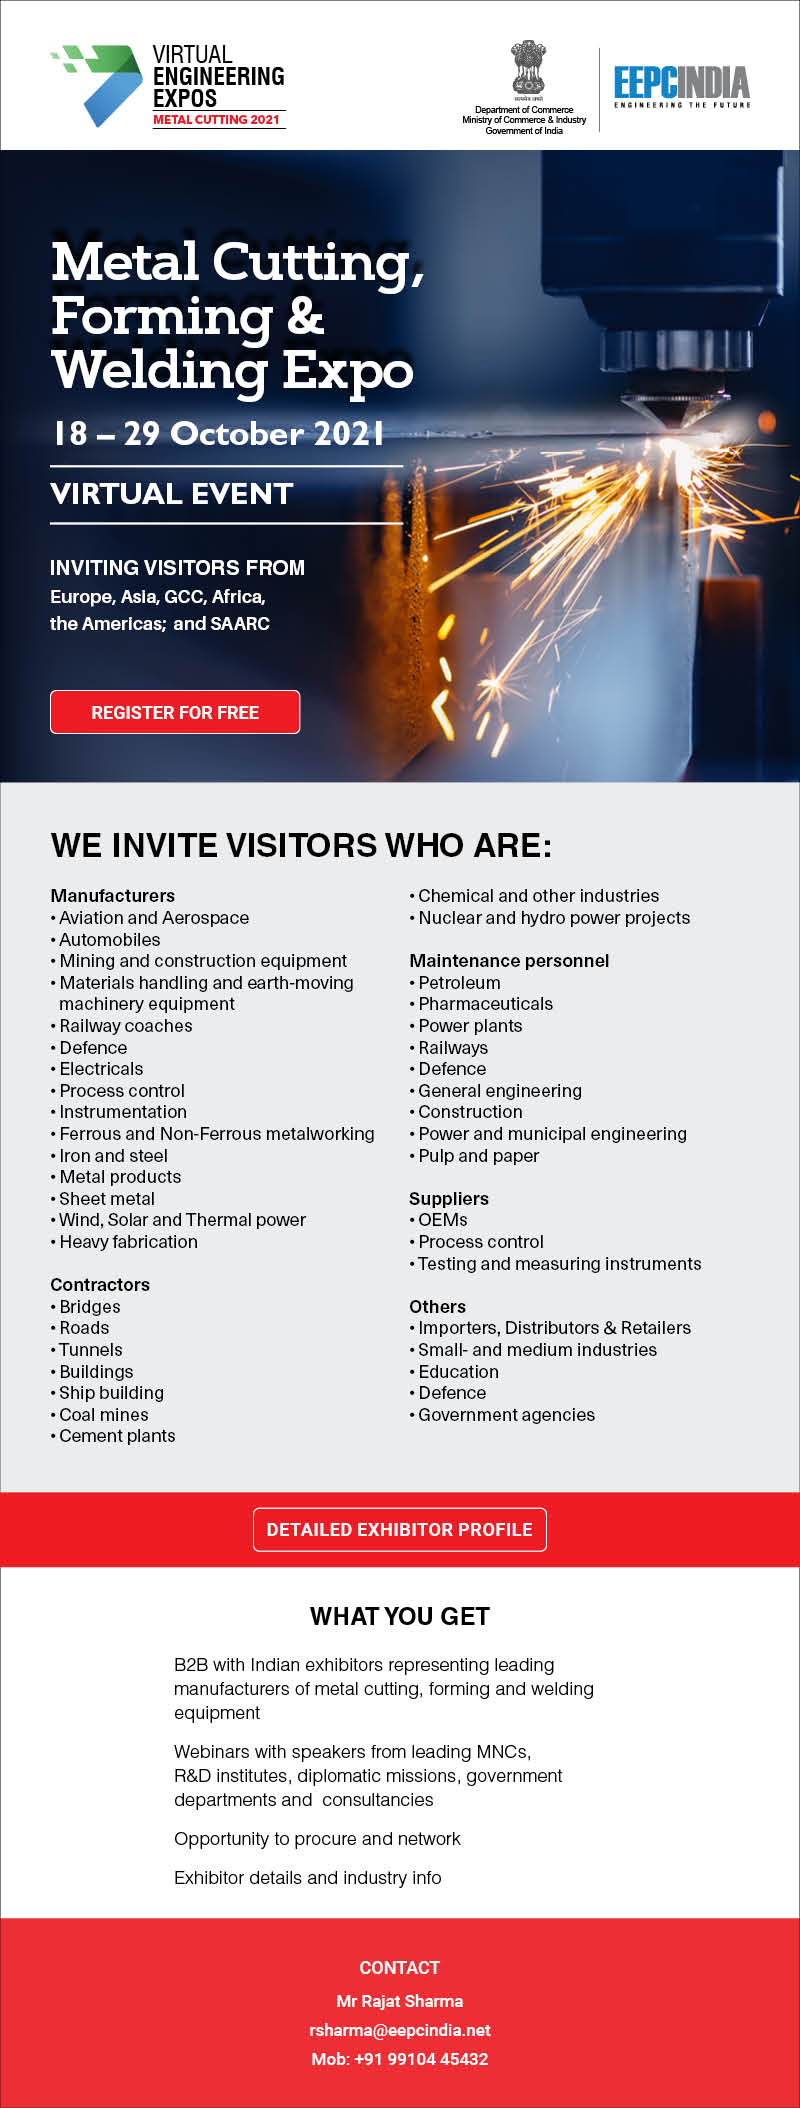 VIRTUAL
ENGINEERING
EXPOS
METAL CUTTING 2021
सत्यमेव जयते
Department of Commerce
Ministry of Commerce & Industry
Government of India
EEPCINDIA
ENGINEERING THE FUTURE
Metal Cutting,
Forming &
Welding Expo
18 – 29 October 2021
VIRTUAL EVENT
INVITING VISITORS FROM
Europe, Asia, GCC, Africa,
the Americas; and SAARC
REGISTER FOR FREE
WE INVITE VISITORS WHO ARE:
Manufacturers
• Aviation and Aerospace
• Automobiles
• Mining and construction equipment
• Materials handling and earth-moving
machinery equipment
• Railway coaches
• Defence
• Electricals
• Process control
• Instrumentation
• Ferrous and Non-Ferrous metalworking
• Iron and steel
• Metal products
• Sheet metal
• Wind, Solar and Thermal power
• Heavy fabrication
Contractors
• Bridges
• Roads
• Tunnels
• Buildings
• Ship building
• Coal mines
• Cement plants
• Chemical and other industries
• Nuclear and hydro power projects
Maintenance personnel
• Petroleum
• Pharmaceuticals
• Power plants
• Railways
• Defence
• General engineering
• Construction
• Power and municipal engineering
• Pulp and paper
Suppliers
• OEMs
• Process control
• Testing and measuring instruments
Others
• Importers, Distributors & Retailers
• Small- and medium industries
• Education
• Defence
• Government agencies
DETAILED EXHIBITOR PROFILE
WHAT YOU GET
B2B with Indian exhibitors representing leading
manufacturers of metal cutting, forming and welding
equipment
Webinars with speakers from leading MNCs,
R&D institutes, diplomatic missions, government
departments and consultancies
Opportunity to procure and network
Exhibitor details and industry info
CONTACT
Mr Rajat Sharma
rsharma@eepcindia.net
Mob: +91 99104 45432